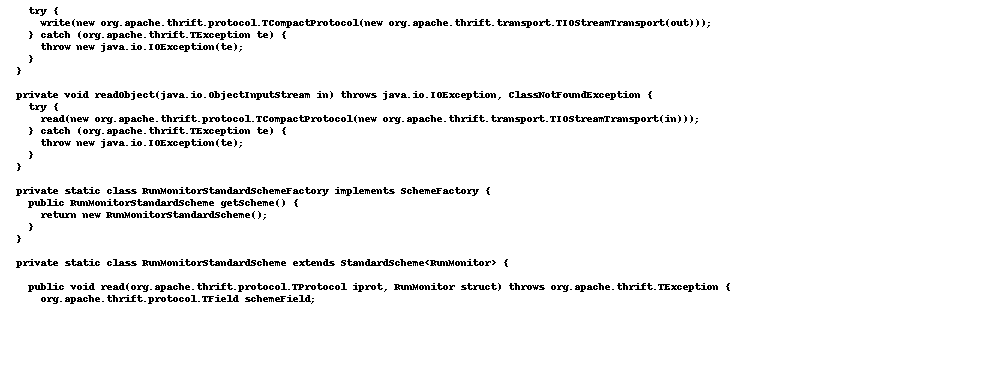 try {
write(new org.apache.thrift.protocol.TCompactProtocol(new org.apache.thrift.transport.TIOStreamTransport(out)));
} catch (org.apache.thrift.TException te) {
throw new java.io.IOException(te);
}
}
private void readObject(java.io.ObjectInputStream in) throws java.io.IOException, ClassNotFoundException {
try {
read(new org.apache.thrift.protocol.TCompactProtocol(new org.apache.thrift.transport.TIOStreamTransport(in)));
} catch (org.apache.thrift.TException te) {
throw new java.io.IOException(te);
}
}
private static class RunMonitorStandardSchemeFactory implements SchemeFactory {
public RunMonitorStandardScheme getScheme() {
return new RunMonitorStandardScheme();
}
}
private static class RunMonitorStandardScheme extends StandardScheme<RunMonitor> {
public void read(org.apache.thrift.protocol.TProtocol iprot, RunMonitor struct) throws org.apache.thrift.TException {
org.apache.thrift.protocol.TField schemeField;